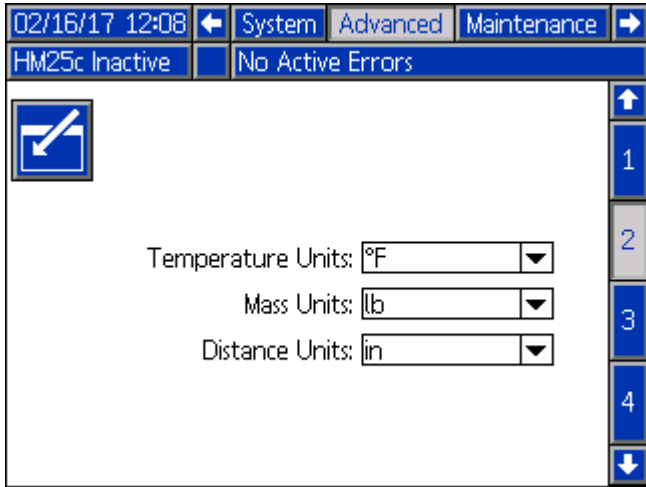 02/16/17 12:08 System Advanced Maintenance
HM25c Inactive No Active Errors
1
2
Temperature Units: °F
Mass Units: lb
3
Distance Units: in
4